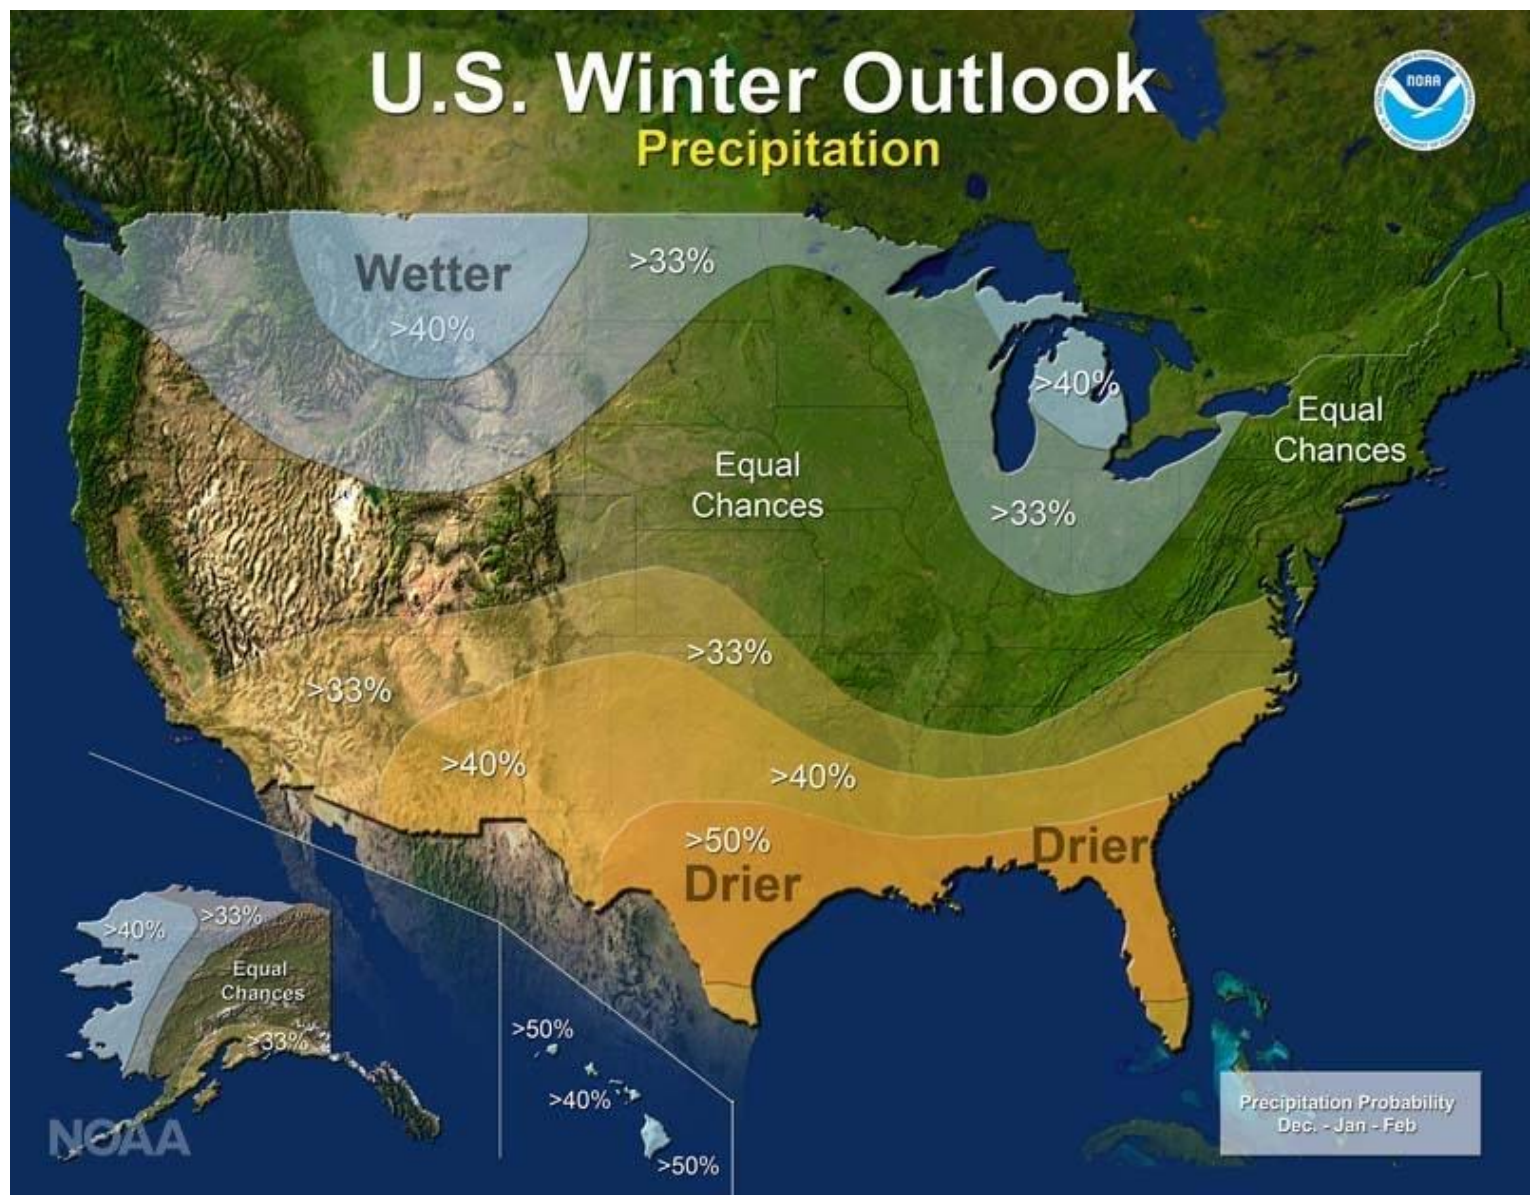 U.S. Winter Outlook
Precipitation
NOAA
Wetter
>40%
>33%
>40%
Equal
Chances
Equal
Chances
>33%
>33%
>33%
>40%
>40%
>50%
Drier
Drier
>40%
>33%
Equal
Chances
>33%
>50%
>40%
>50%
NOAA
Precipitation Probability
Dec. - Jan - Feb